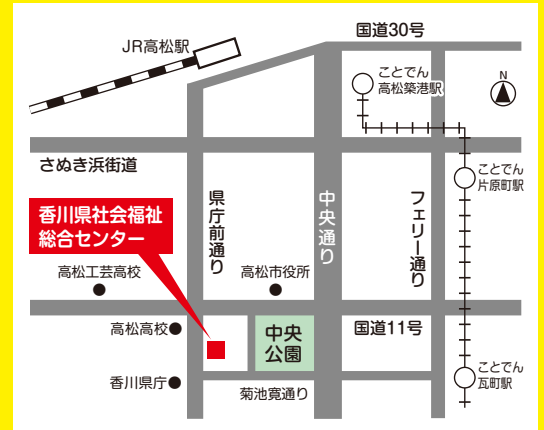 国道30号
JR高松駅
ことでん
高松築港駅
N
さぬき浜街道
ことでん
片原町駅
県庁前通り
中央通り
フェリー通り
香川県社会福祉
総合センター
高松工芸高校
高松市役所
高松高校
中央
公園
国道11号
香川県庁
菊池寛通り
ことでん
瓦町駅